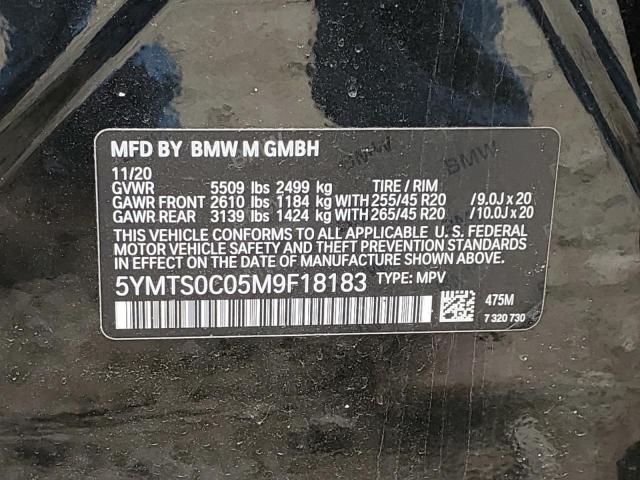 MFD BY BMW M GMBH
11/20
GVWR 5509 lbs 2499 kg TIRE / RIM
GAWR FRONT 2610 lbs 1184 kg WITH 255/45 R20 /9.0J x 20
GAWR REAR 3139 lbs 1424 kg WITH 265/45 R20 /10.0J x 20
THIS VEHICLE CONFORMS TO ALL APPLICABLE U. S. FEDERAL
MOTOR VEHICLE SAFETY AND THEFT PREVENTION STANDARDS
IN EFFECT ON THE DATE OF MANUFACTURE SHOWN ABOVE.
5YMTS0C05M9F18183 TYPE: MPV
475M
7 320 730
BMW